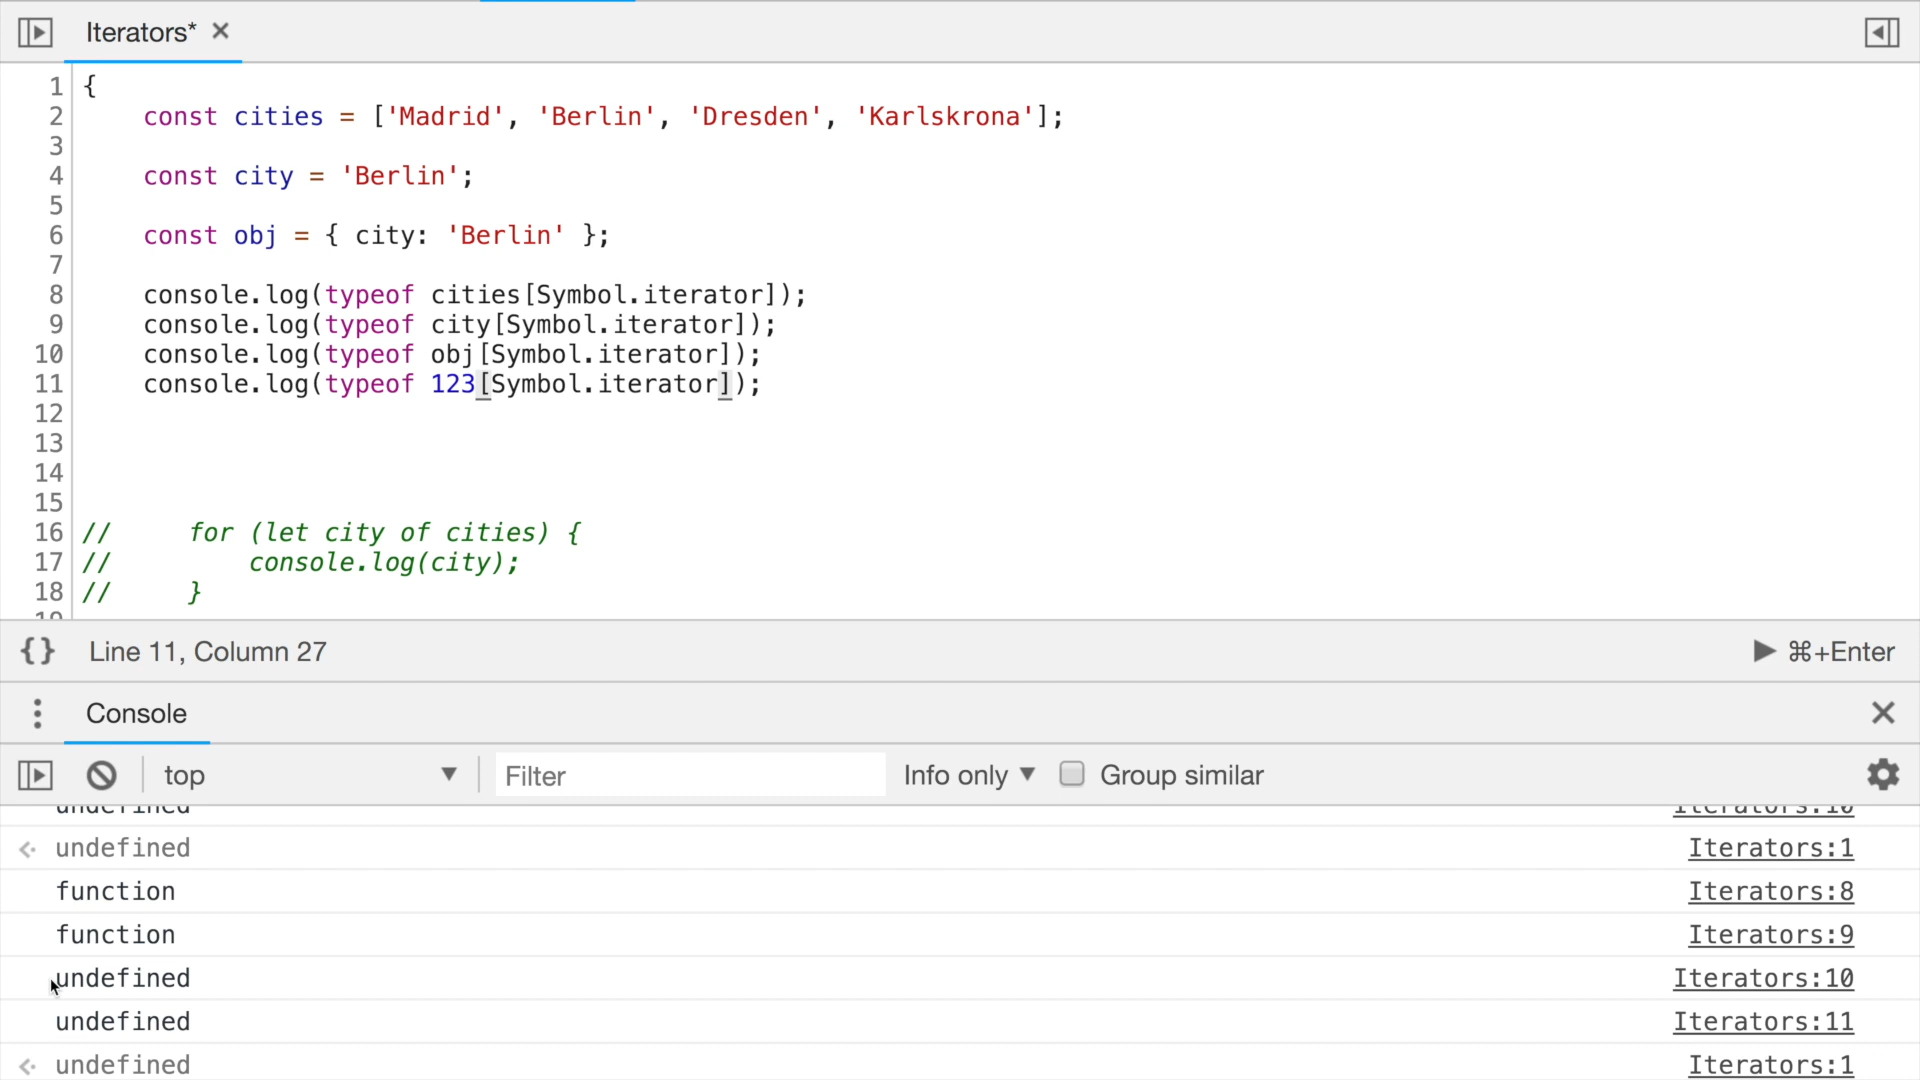 Iterators* ×
1 {
2     const cities = ['Madrid', 'Berlin', 'Dresden', 'Karlskrona'];
3
4     const city = 'Berlin';
5
6     const obj = { city: 'Berlin' };
7
8     console.log(typeof cities[Symbol.iterator]);
9     console.log(typeof city[Symbol.iterator]);
10     console.log(typeof obj[Symbol.iterator]);
11     console.log(typeof 123[Symbol.iterator]);
12
13
14
15
16 //     for (let city of cities) {
17 //         console.log(city);
18 //     }
19
{} Line 11, Column 27 ▶ ⌘+Enter
Console
top ▼ Filter Info only ▼ Group similar
undefined Iterators:10
undefined Iterators:1
function Iterators:8
function Iterators:9
undefined Iterators:10
undefined Iterators:11
undefined Iterators:1